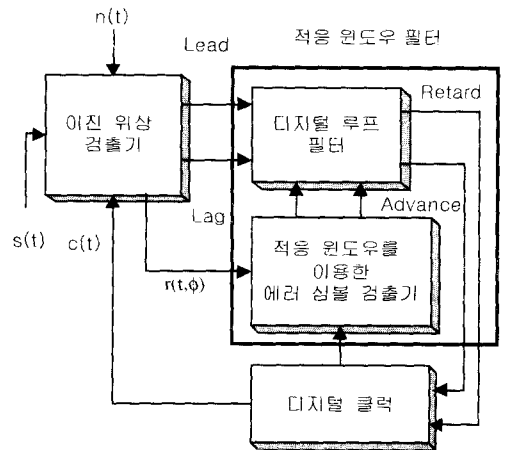 n(t)
Lead
적응 윈도우 필터
이진 위상
검출기
디지털 루프
필터
Retard
Advance
Lag
s(t)
c(t)
r(t,ϕ)
적응 윈도우를
이용한
에러 심볼 검출기
디지털 클럭